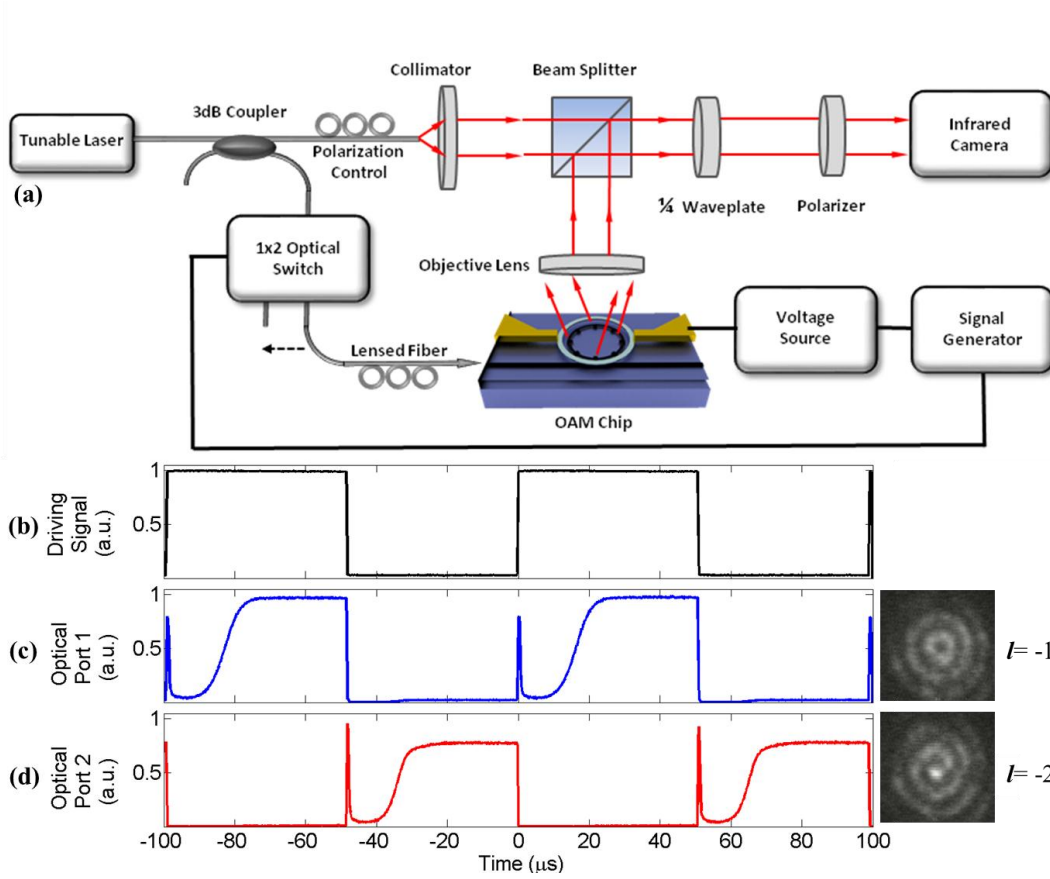 Collimator
Beam Splitter
3dB Coupler
Tunable Laser
Polarization
Control
Infrared
Camera
(a)
¼ Waveplate
Polarizer
1x2 Optical
Switch
Objective Lens
Lensed Fiber
Voltage
Source
Signal
Generator
OAM Chip
(b)
Driving
Signal
(a.u.)
1
0.5
(c)
Optical
Port 1
(a.u.)
1
0.5
l= -1
(d)
Optical
Port 2
(a.u.)
1
0.5
l= -2
-100 -80 -60 -40 -20 0 20 40 60 80 100
Time (μs)